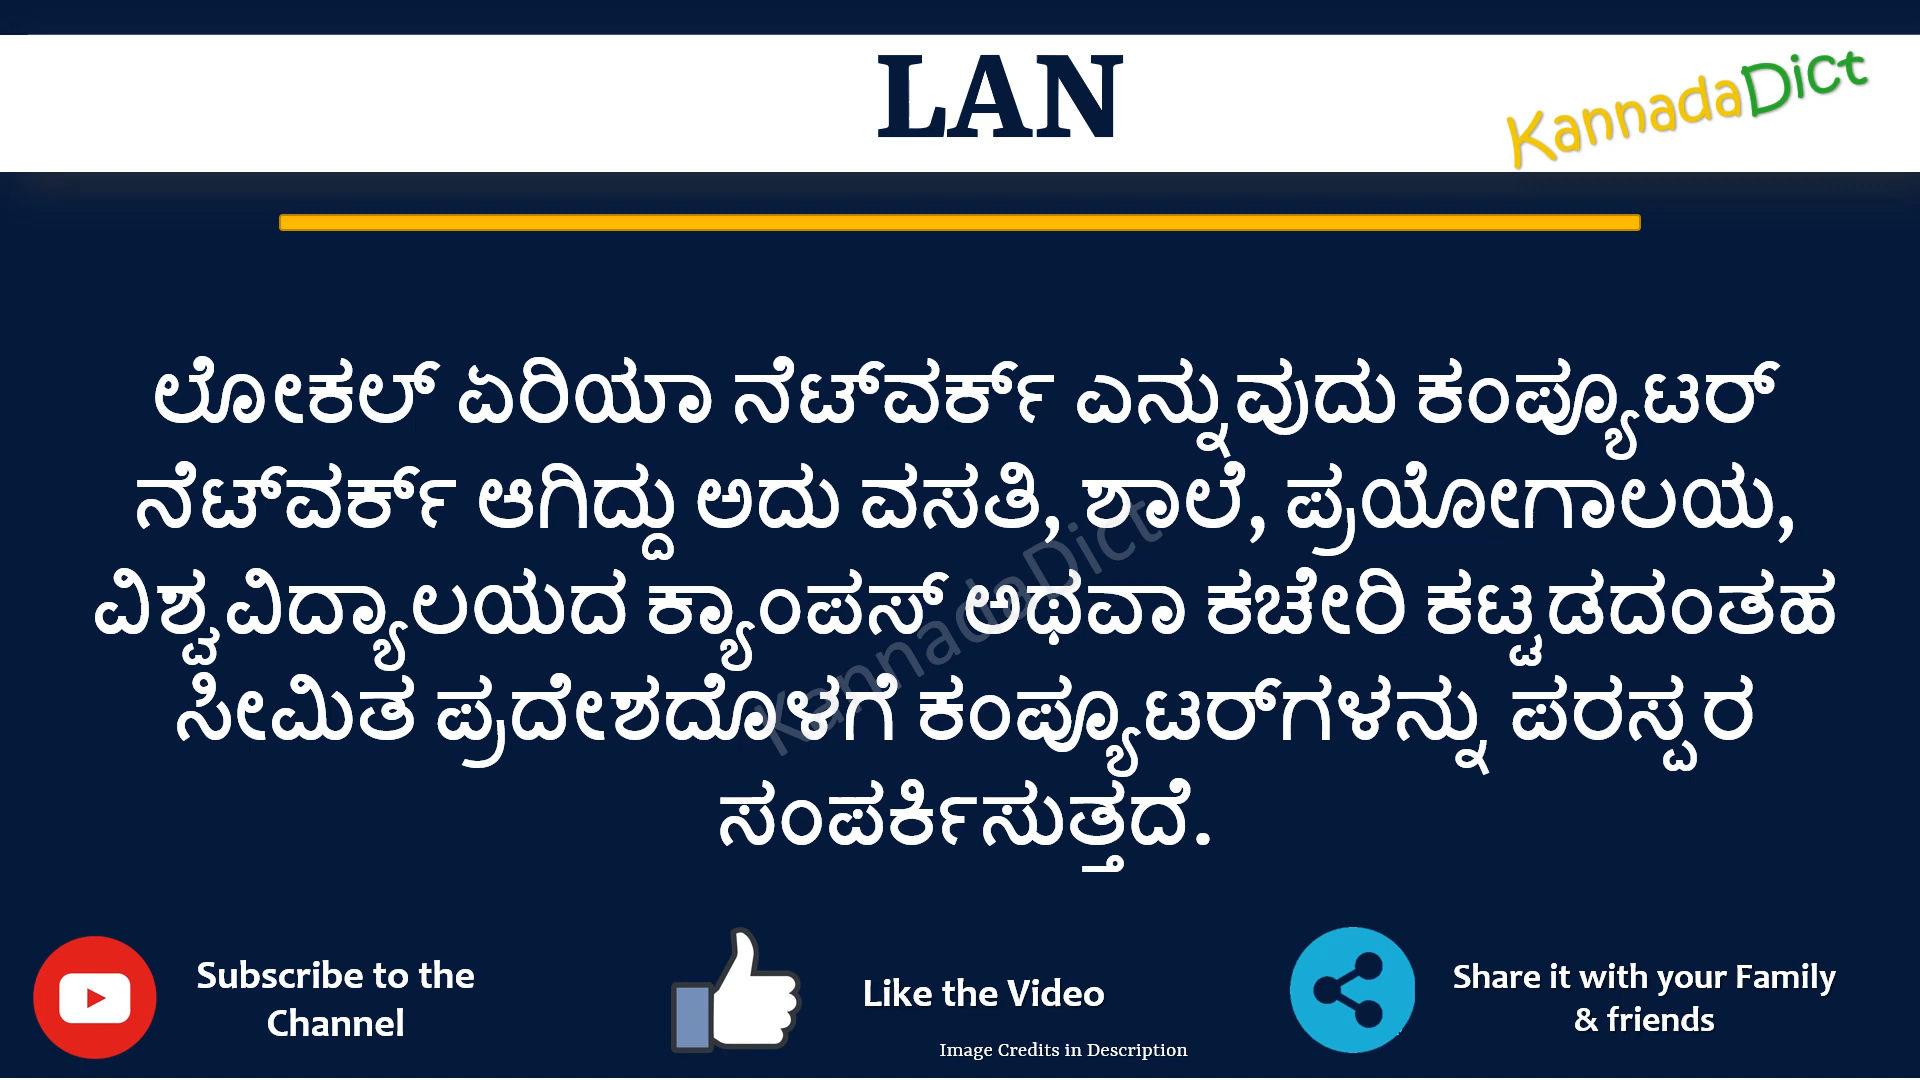 LAN
KannadaDict
ಲೋಕಲ್ ಏರಿಯಾ ನೆಟ್‌ವರ್ಕ್ ಎನ್ನುವುದು ಕಂಪ್ಯೂಟರ್
ನೆಟ್‌ವರ್ಕ್ ಆಗಿದ್ದು ಅದು ವಸತಿ, ಶಾಲೆ, ಪ್ರಯೋಗಾಲಯ,
ವಿಶ್ವವಿದ್ಯಾಲಯದ ಕ್ಯಾಂಪಸ್ ಅಥವಾ ಕಚೇರಿ ಕಟ್ಟಡದಂತಹ
ಸೀಮಿತ ಪ್ರದೇಶದೊಳಗೆ ಕಂಪ್ಯೂಟರ್‌ಗಳನ್ನು ಪರಸ್ಪರ
ಸಂಪರ್ಕಿಸುತ್ತದೆ.
KannadaDict
Subscribe to the
Channel
Like the Video
Share it with your Family
& friends
Image Credits in Description